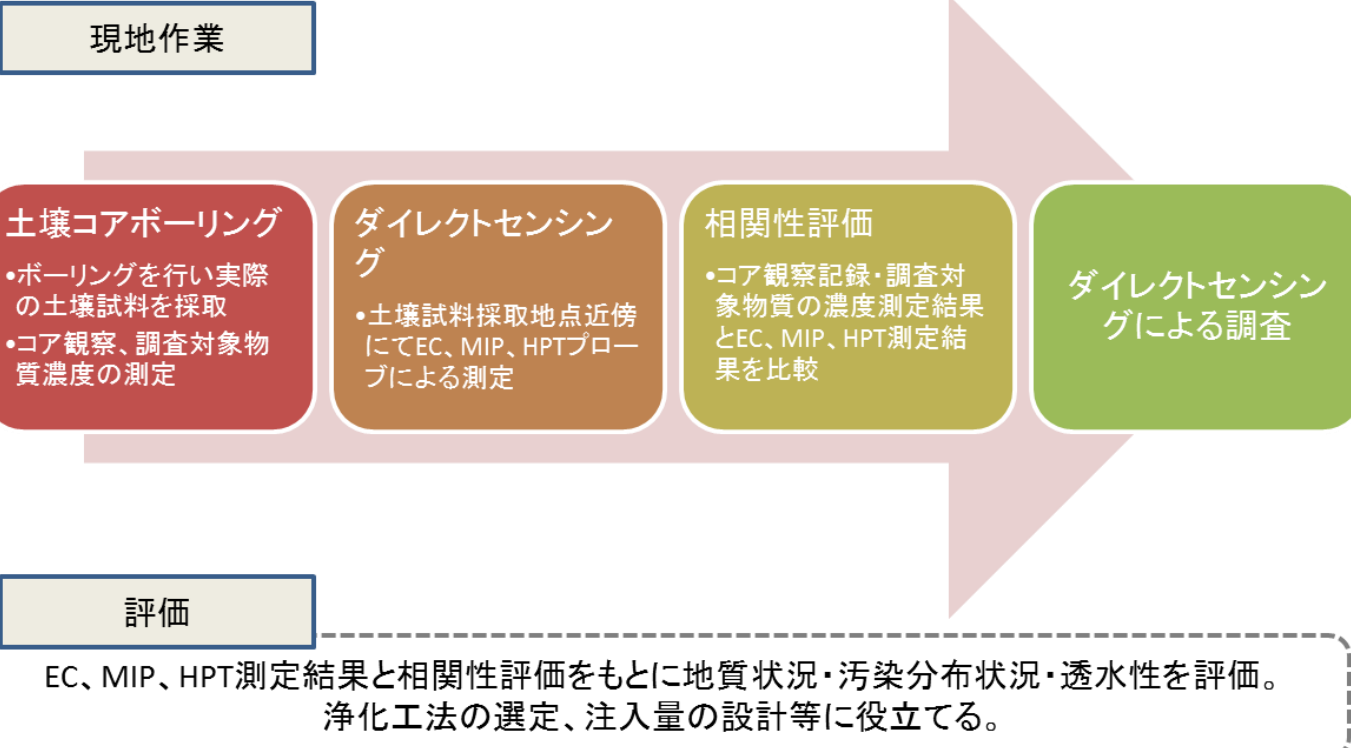 現地作業
土壌コアボーリング
•ボーリングを行い実際
の土壌試料を採取
•コア観察、調査対象物
質濃度の測定
ダイレクトセンシン
グ
•土壌試料採取地点近傍
にてEC、MIP、HPTプロー
ブによる測定
相関性評価
•コア観察記録・調査対
象物質の濃度測定結果
とEC、MIP、HPT測定結
果を比較
ダイレクトセンシン
グによる調査
評価
EC、MIP、HPT測定結果と相関性評価をもとに地質状況・汚染分布状況・透水性を評価。
浄化工法の選定、注入量の設計等に役立てる。